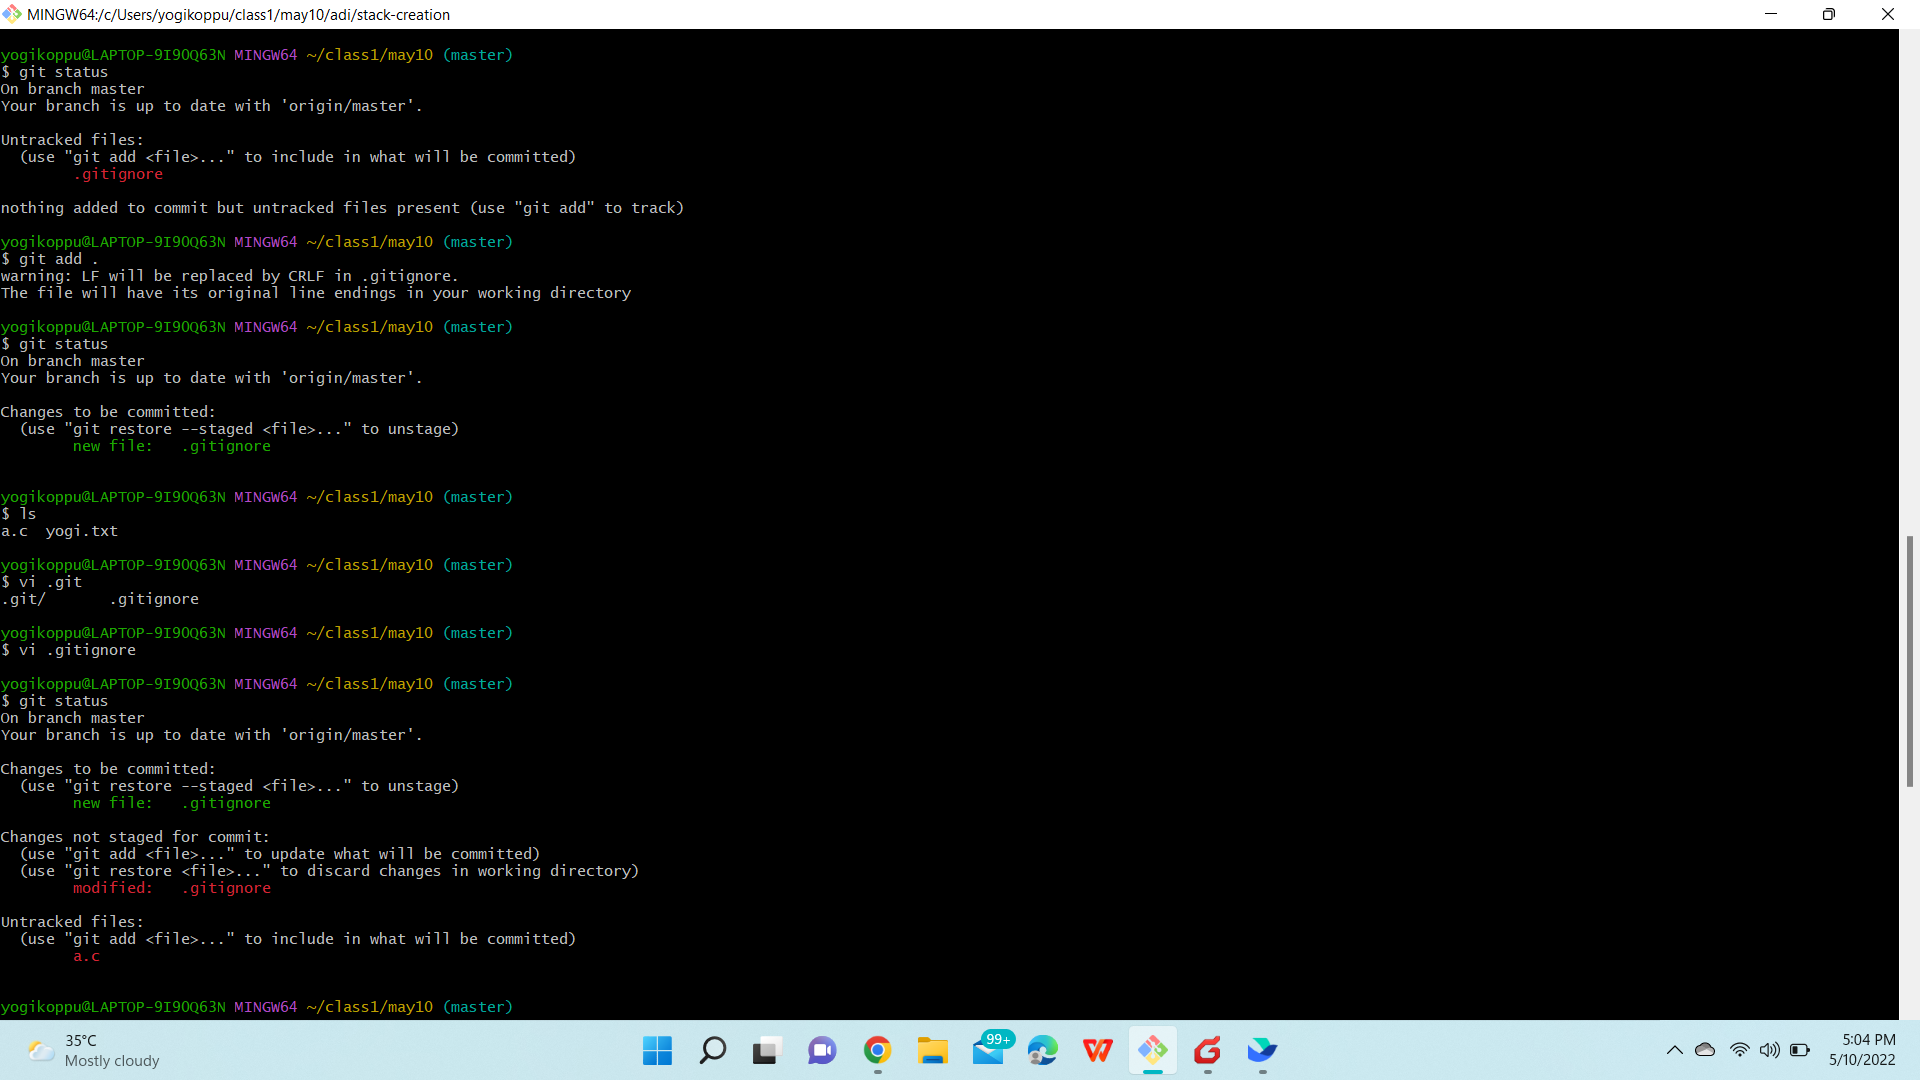 MINGW64:/c/Users/yogikoppu/class1/may10/adi/stack-creation
yogikoppu@LAPTOP-9I9OQ63N MINGW64 ~/class1/may10 (master)
$ git status
On branch master
Your branch is up to date with 'origin/master'.
Untracked files:
  (use "git add <file>..." to include in what will be committed)
        .gitignore
nothing added to commit but untracked files present (use "git add" to track)
yogikoppu@LAPTOP-9I9OQ63N MINGW64 ~/class1/may10 (master)
$ git add .
warning: LF will be replaced by CRLF in .gitignore.
The file will have its original line endings in your working directory
yogikoppu@LAPTOP-9I9OQ63N MINGW64 ~/class1/may10 (master)
$ git status
On branch master
Your branch is up to date with 'origin/master'.
Changes to be committed:
  (use "git restore --staged <file>..." to unstage)
        new file:   .gitignore
yogikoppu@LAPTOP-9I9OQ63N MINGW64 ~/class1/may10 (master)
$ ls
a.c  yogi.txt
yogikoppu@LAPTOP-9I9OQ63N MINGW64 ~/class1/may10 (master)
$ vi .git
.git/       .gitignore
yogikoppu@LAPTOP-9I9OQ63N MINGW64 ~/class1/may10 (master)
$ vi .gitignore
yogikoppu@LAPTOP-9I9OQ63N MINGW64 ~/class1/may10 (master)
$ git status
On branch master
Your branch is up to date with 'origin/master'.
Changes to be committed:
  (use "git restore --staged <file>..." to unstage)
        new file:   .gitignore
Changes not staged for commit:
  (use "git add <file>..." to update what will be committed)
  (use "git restore <file>..." to discard changes in working directory)
        modified:   .gitignore
Untracked files:
  (use "git add <file>..." to include in what will be committed)
        a.c
yogikoppu@LAPTOP-9I9OQ63N MINGW64 ~/class1/may10 (master)
35°C
Mostly cloudy
99+
5:04 PM
5/10/2022